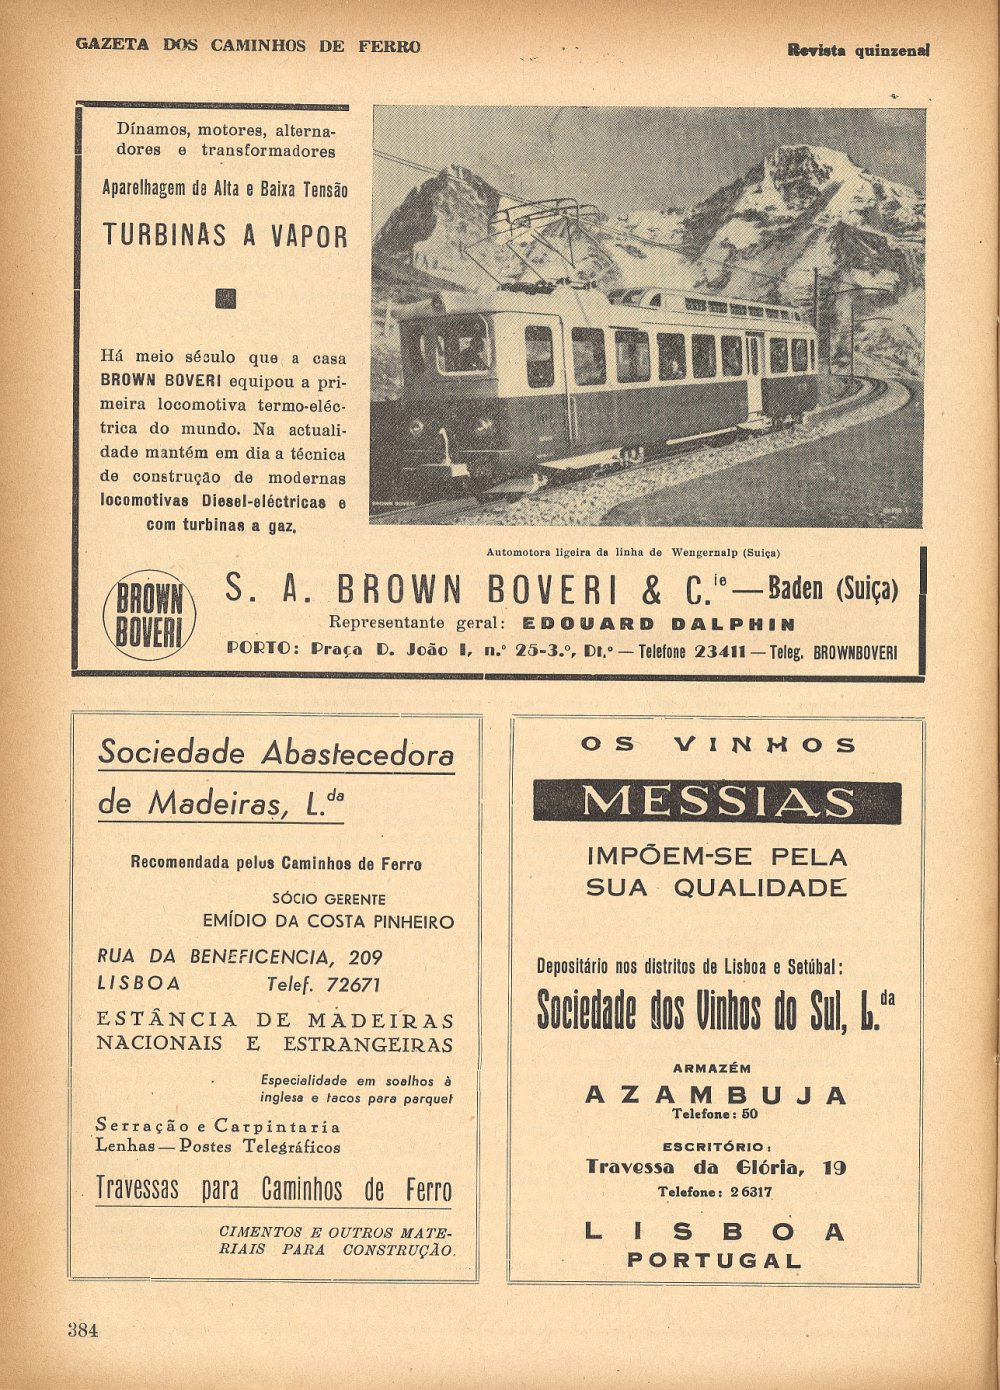 GAZETA DOS CAMINHOS DE FERRO
Revista quinzenal
Dínamos, motores, alterna-
dores e transformadores
Aparelhagem de Alta e Baixa Tensão
TURBINAS A VAPOR
Há meio século que a casa
BROWN BOVERI equipou a pri-
meira locomotiva termo-eléc-
trica do mundo. Na actuali-
dade mantém em dia a técnica
de construção de modernas
locomotivas Diesel-eléctricas e
com turbinas a gaz.
BROWN BOVERI
Automotora ligeira da linha de Wengernalp (Suiça)
BROWN
BOVERI
S. A. BROWN BOVERI & C.ie — Baden (Suiça)
Representante geral: EDOUARD DALPHIN
PORTO: Praça D. João I, n.º 25-3.º, Dt.º — Telefone 23411 — Teleg. BROWNBOVERI
Sociedade Abastecedora
de Madeiras, L.da
Recomendada pelos Caminhos de Ferro
SÓCIO GERENTE
EMÍDIO DA COSTA PINHEIRO
RUA DA BENEFICENCIA, 209
LISBOA Telef. 72671
ESTÂNCIA DE MADEIRAS
NACIONAIS E ESTRANGEIRAS
Especialidade em soalhos à
inglesa e tacos para parquet
Serração e Carpintaria
Lenhas — Postes Telegráficos
Travessas para Caminhos de Ferro
CIMENTOS E OUTROS MATE-
RIAIS PARA CONSTRUÇÃO.
OS VINHOS
MESSIAS
IMPÕEM-SE PELA
SUA QUALIDADE
Depositário nos distritos de Lisboa e Setúbal:
Sociedade dos Vinhos do Sul, L.da
ARMAZÉM
AZAMBUJA
Telefone: 50
ESCRITÓRIO:
Travessa da Glória, 19
Telefone: 26317
LISBOA
PORTUGAL
384